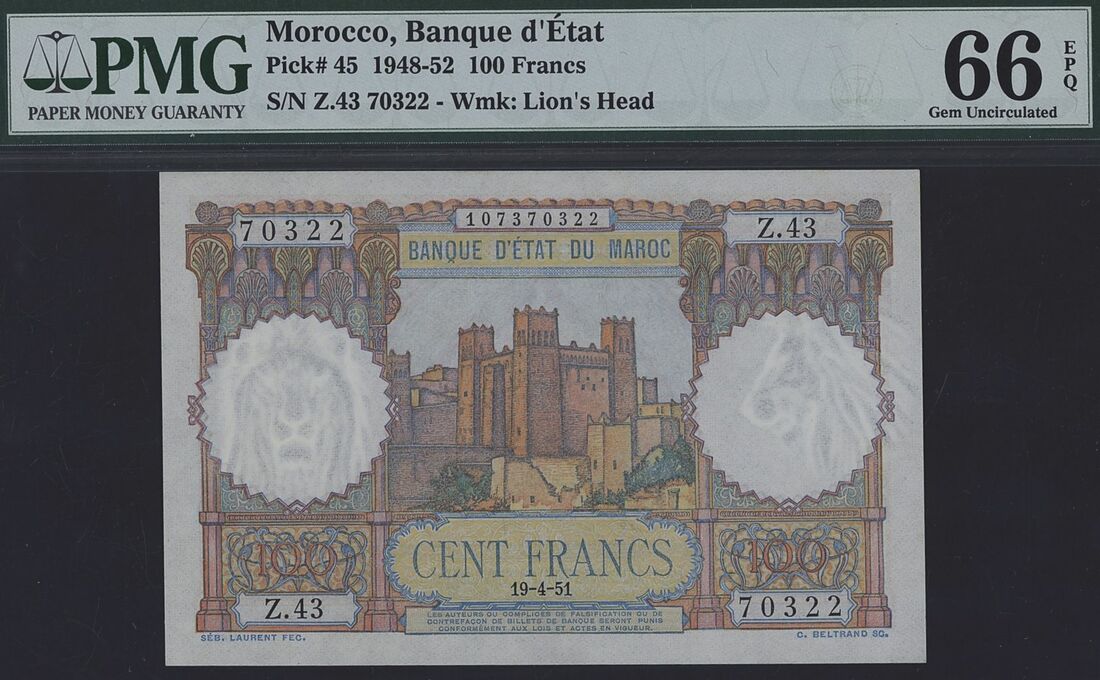 PMG
PAPER MONEY GUARANTY
Morocco, Banque d'État
Pick# 45 1948-52 100 Francs
S/N Z.43 70322 - Wmk: Lion's Head
66
EPQ
Gem Uncirculated
70322
107370322
Z.43
BANQUE D'ÉTAT DU MAROC
100
CENT FRANCS
100
19-4-51
Z.43
70322
LES AUTEURS OU COMPLICES DE FALSIFICATION OU DE
CONTREFAÇON DE BILLETS DE BANQUE SERONT PUNIS
CONFORMÉMENT AUX LOIS ET ACTES EN VIGUEUR.
SÉB. LAURENT FEC.
C. BELTRAND SC.